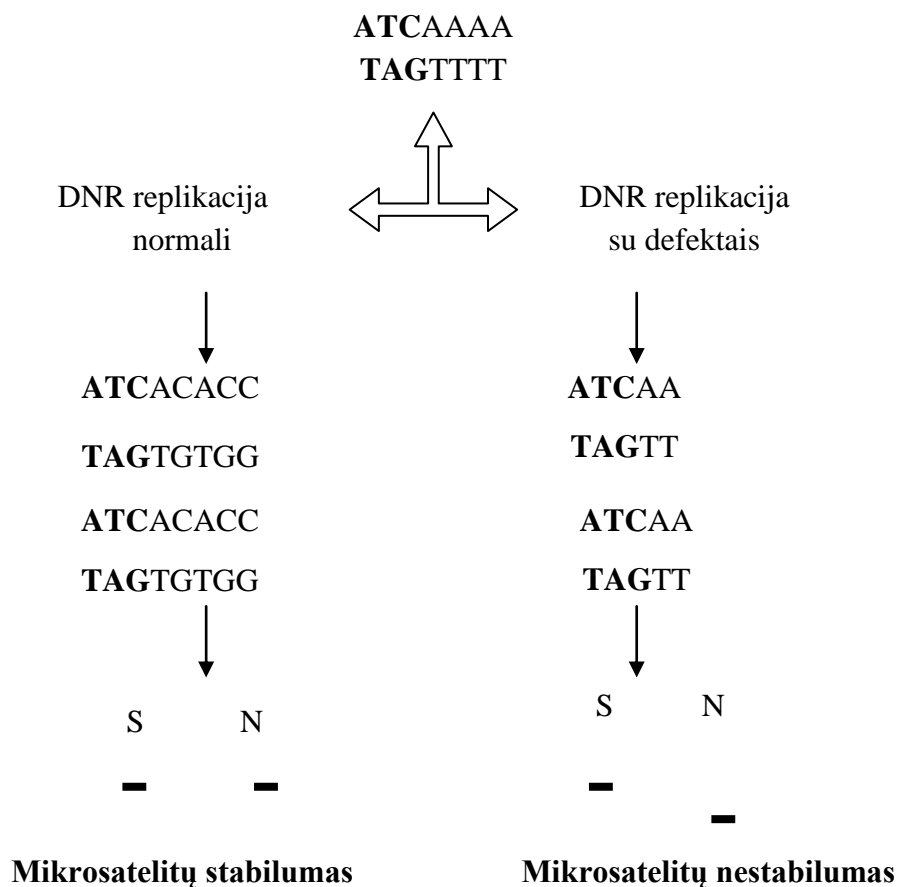 ATCAAAA
TAGTTTT
DNR replikacija
normali
DNR replikacija
su defektais
ATCACACC
TAGTGTGG
ATCACACC
TAGTGTGG
ATCAA
TAGTT
ATCAA
TAGTT
S N
S N
Mikrosatelitų stabilumas
Mikrosatelitų nestabilumas